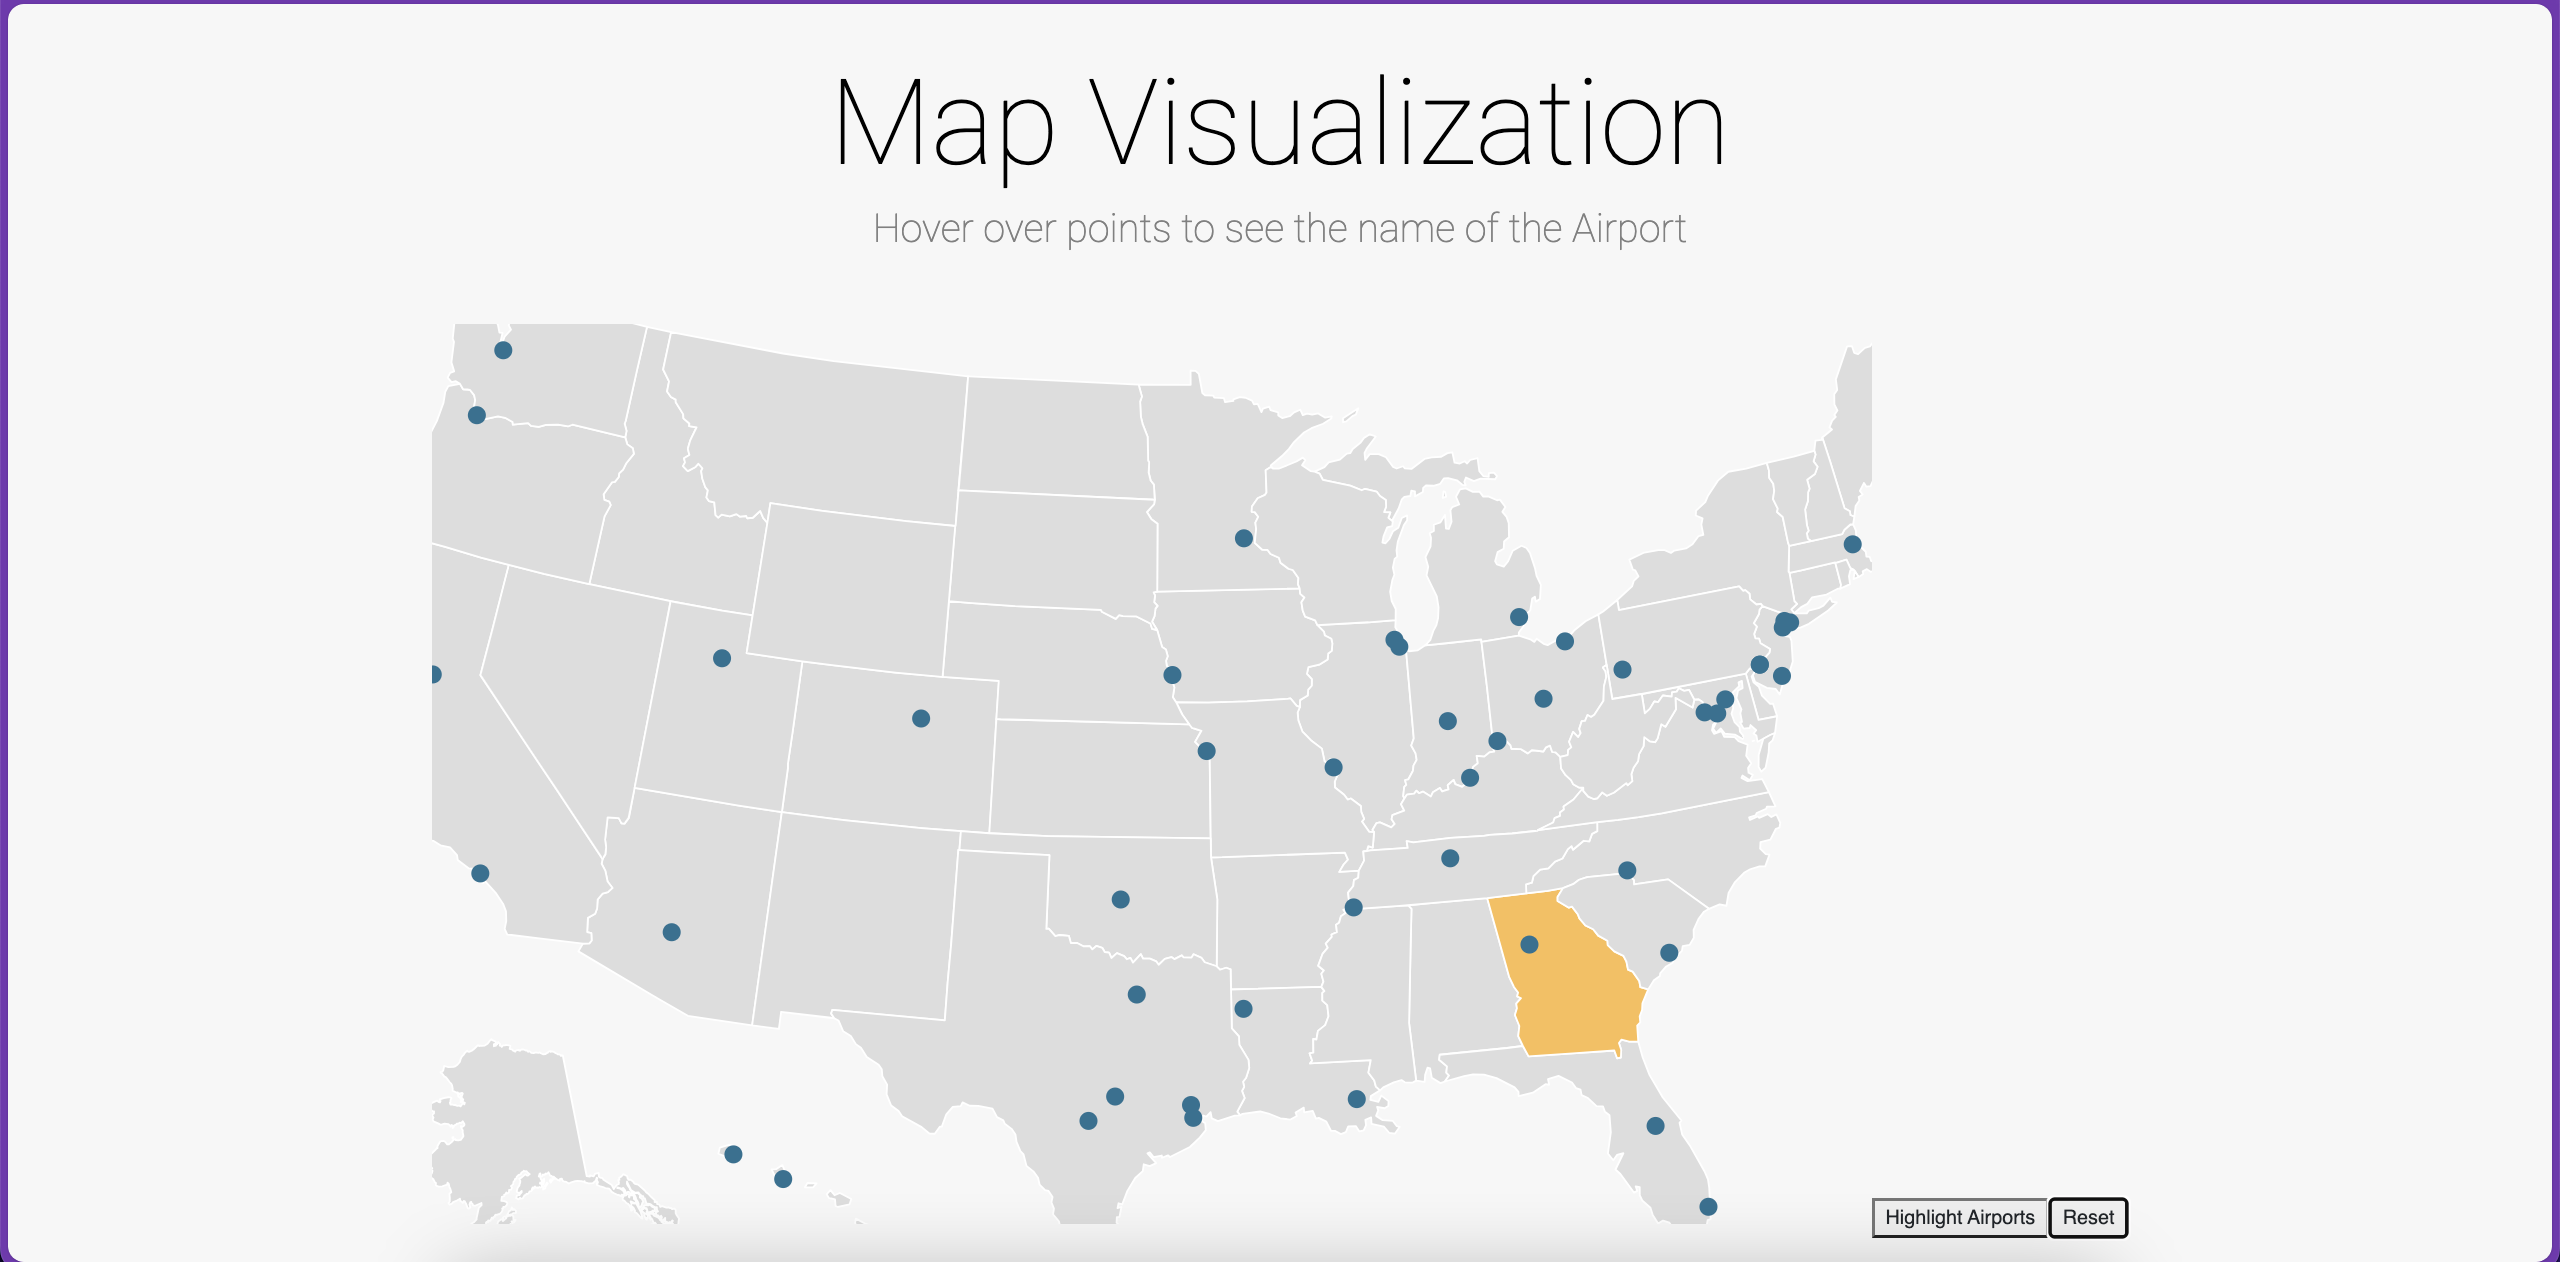 Map Visualization
Hover over points to see the name of the Airport
Highlight Airports
Reset